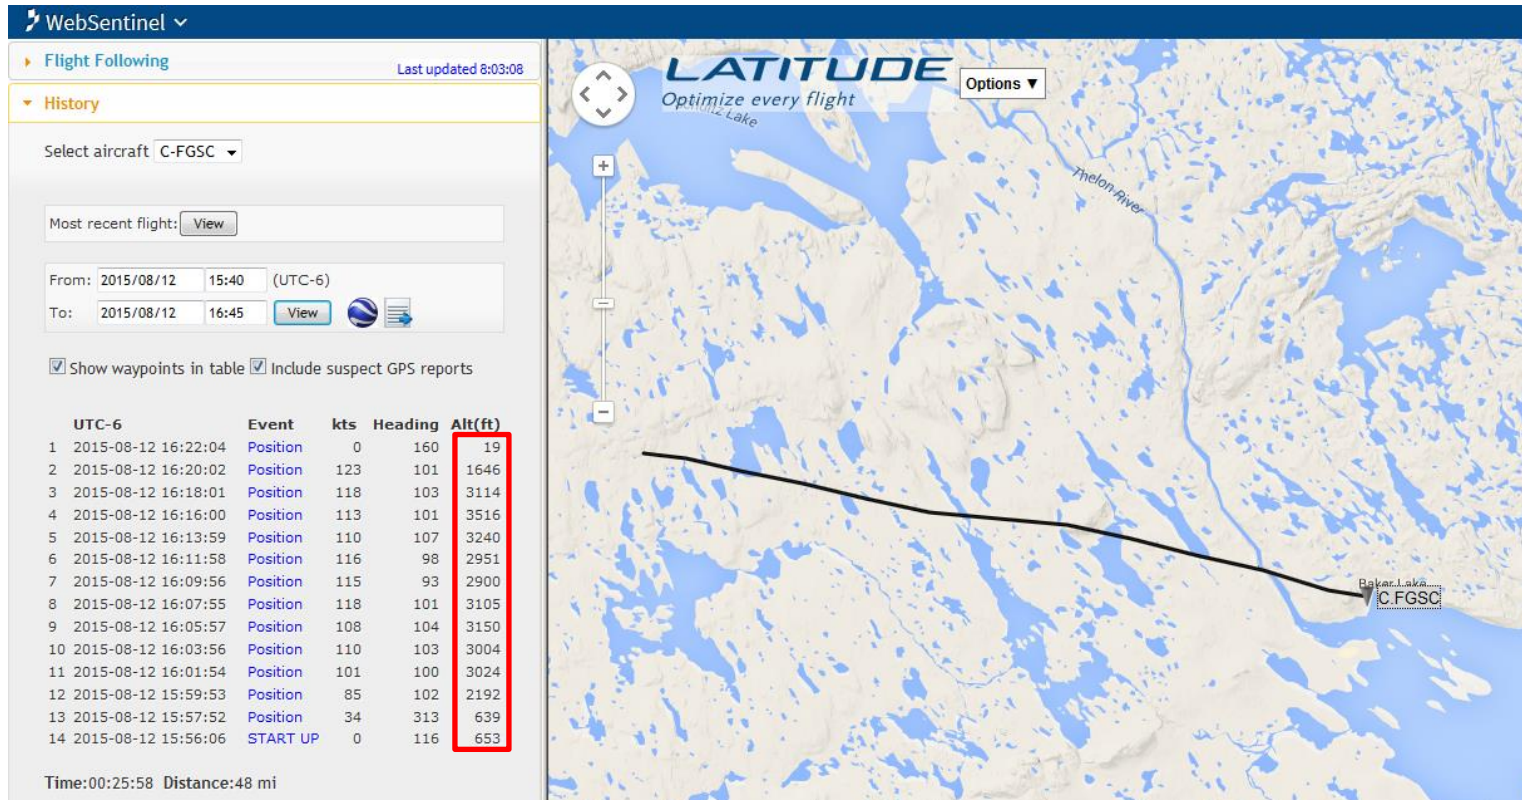 WebSentinel
Flight Following
Last updated 8:03:08
History
Select aircraft C-FGSC
Most recent flight: View
From: 2015/08/12 15:40 (UTC-6)
To: 2015/08/12 16:45 View
Show waypoints in table Include suspect GPS reports
UTC-6 Event kts Heading Alt(ft)
1 2015-08-12 16:22:04 Position 0 160 19
2 2015-08-12 16:20:02 Position 123 101 1646
3 2015-08-12 16:18:01 Position 118 103 3114
4 2015-08-12 16:16:00 Position 113 101 3516
5 2015-08-12 16:13:59 Position 110 107 3240
6 2015-08-12 16:11:58 Position 116 98 2951
7 2015-08-12 16:09:56 Position 115 93 2900
8 2015-08-12 16:07:55 Position 118 101 3105
9 2015-08-12 16:05:57 Position 108 104 3150
10 2015-08-12 16:03:56 Position 110 103 3004
11 2015-08-12 16:01:54 Position 101 100 3024
12 2015-08-12 15:59:53 Position 85 102 2192
13 2015-08-12 15:57:52 Position 34 313 639
14 2015-08-12 15:56:06 START UP 0 116 653
Time:00:25:58 Distance:48 mi
LATITUDE
Optimize every flight
Options ▼
Lake
Thelon River
Baker Lake
C.FGSC